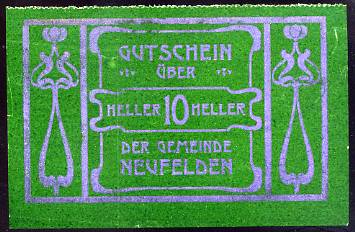 GUTSCHEIN
ÜBER
HELLER 10 HELLER
DER GEMEINDE
NEUFELDEN